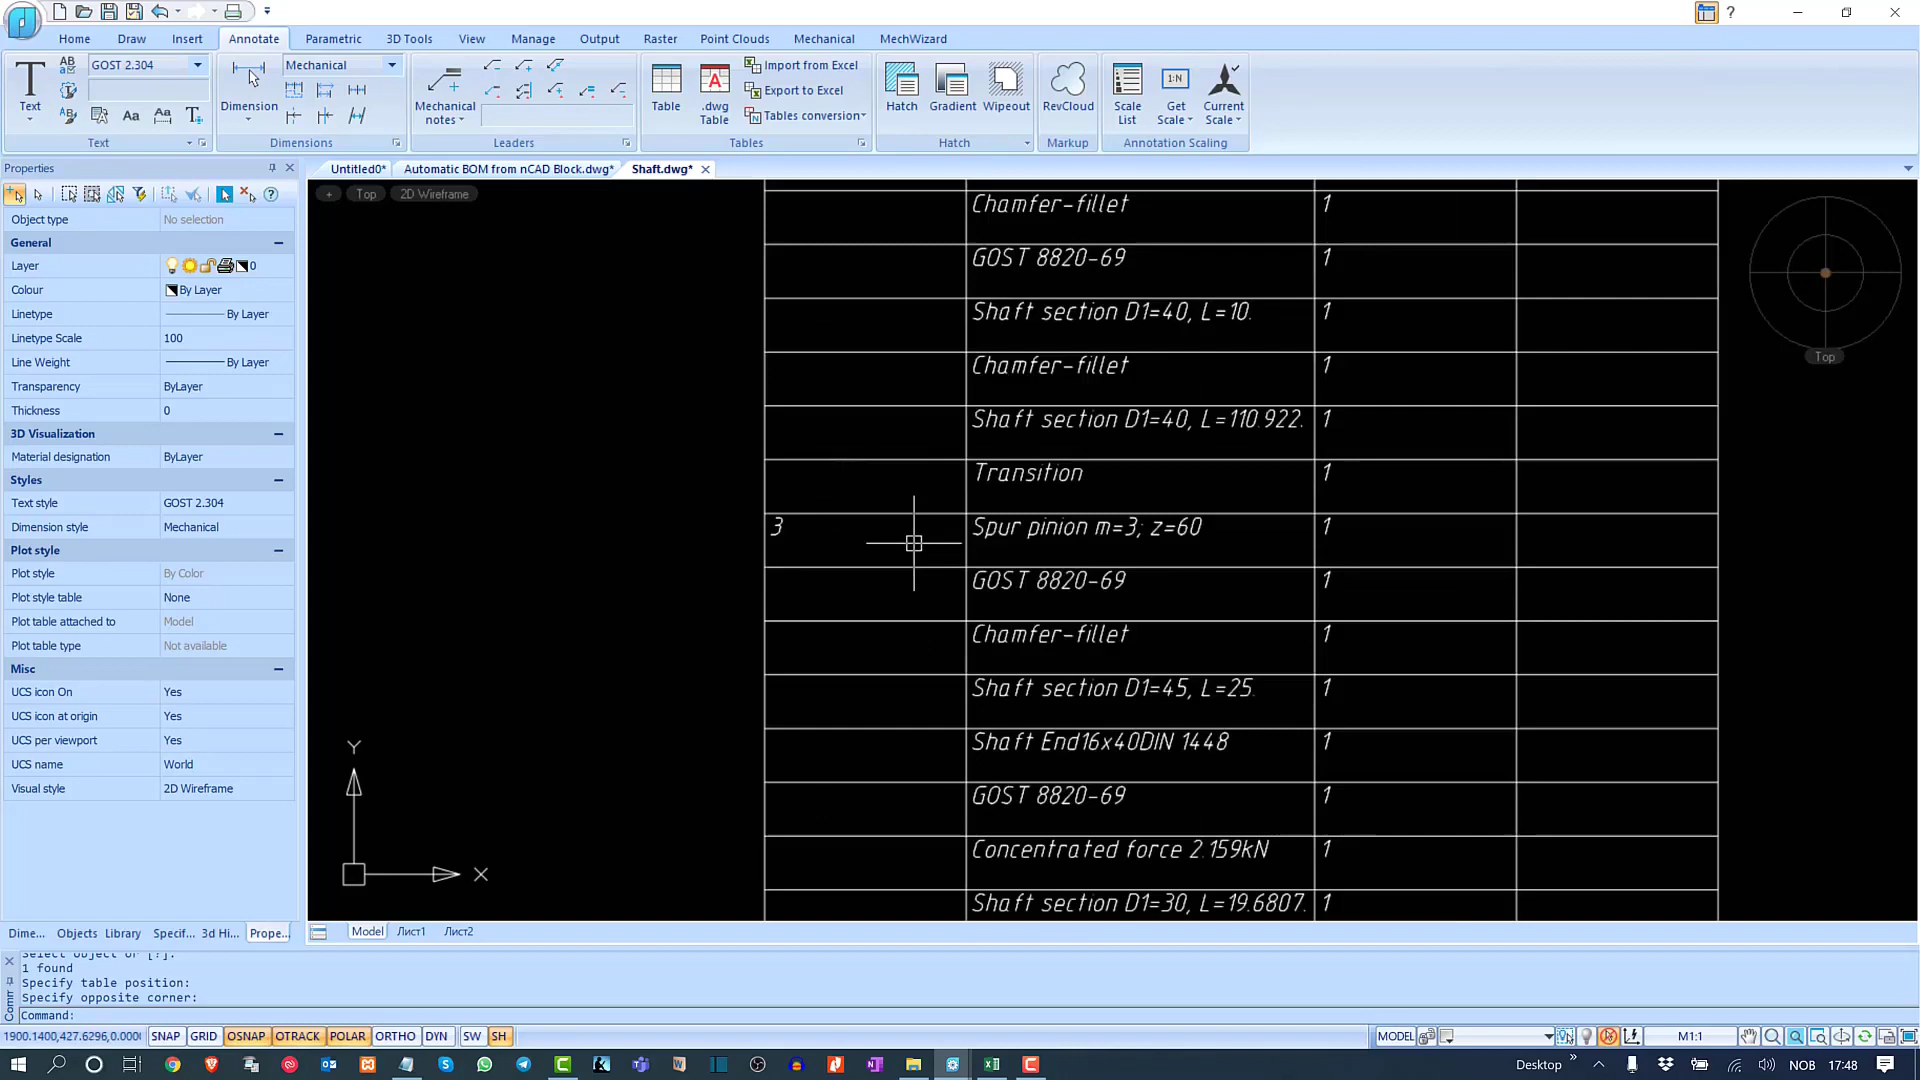 Home Draw Insert Annotate Parametric 3D Tools View Manage Output Raster Point Clouds Mechanical MechWizard
Text
GOST 2.304
Text
Dimension
Mechanical
Dimensions
Mechanical notes
Leaders
Table
.dwg Table
Import from Excel
Export to Excel
Tables conversion
Tables
Hatch
Gradient
Wipeout
Hatch
RevCloud
Markup
Scale List
1:N
Get Scale
Current Scale
Annotation Scaling
Properties
Untitled0*
Automatic BOM from nCAD Block.dwg*
Shaft.dwg*
+ Top 2D Wireframe
Object type No selection
General
Layer 0
Colour By Layer
Linetype By Layer
Linetype Scale 100
Line Weight By Layer
Transparency ByLayer
Thickness 0
3D Visualization
Material designation ByLayer
Styles
Text style GOST 2.304
Dimension style Mechanical
Plot style
Plot style By Color
Plot style table None
Plot table attached to Model
Plot table type Not available
Misc
UCS icon On Yes
UCS icon at origin Yes
UCS per viewport Yes
UCS name World
Visual style 2D Wireframe
Chamfer-fillet 1
GOST 8820-69 1
Shaft section D1=40, L=10. 1
Chamfer-fillet 1
Shaft section D1=40, L=110.922. 1
Transition 1
3 Spur pinion m=3; z=60 1
GOST 8820-69 1
Chamfer-fillet 1
Shaft section D1=45, L=25. 1
Shaft End16x40DIN 1448 1
GOST 8820-69 1
Concentrated force 2.159kN 1
Shaft section D1=30, L=19.6807. 1
Top
Y
X
Dime... Objects Library Specif... 3d Hi... Prope...
Model Лист1 Лист2
Select object or [?]:
1 found
Specify table position:
Specify opposite corner:
Command:
1900.1400,427.6296,0.0000 SNAP GRID OSNAP OTRACK POLAR ORTHO DYN SW SH
MODEL M1:1
Desktop NOB 17:48